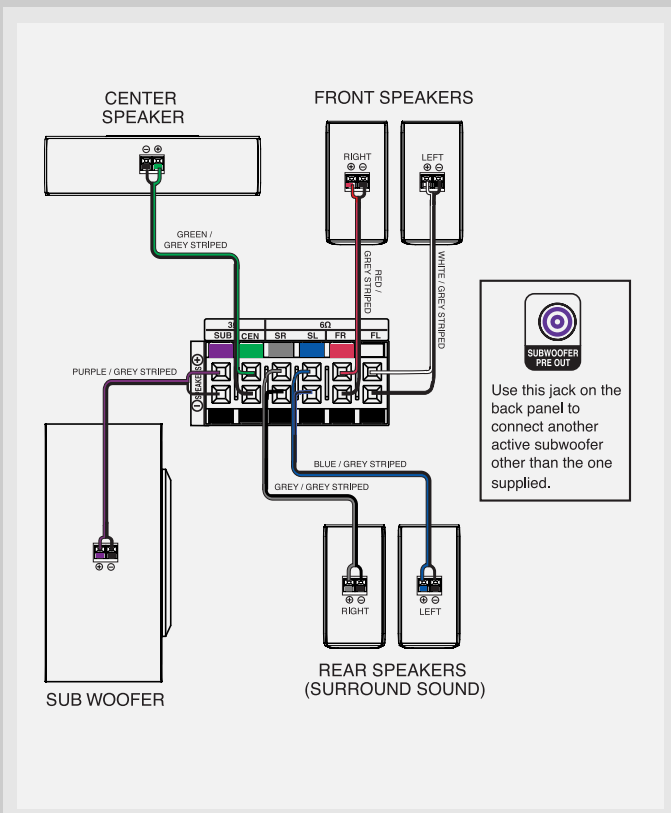 CENTER
SPEAKER
⊖ ⊕
FRONT SPEAKERS
RIGHT
⊕ ⊖
LEFT
⊕ ⊖
GREEN /
GREY STRIPED
RED /
GREY STRIPED
WHITE / GREY STRIPED
6Ω
SUB CEN SR SL FR FL
⊕
SPEAKERS
⊖
PURPLE / GREY STRIPED
SUBWOOFER
PRE OUT
Use this jack on the
back panel to
connect another
active subwoofer
other than the one
supplied.
BLUE / GREY STRIPED
GREY / GREY STRIPED
⊕ ⊖
SUB WOOFER
⊕ ⊖
RIGHT
⊕ ⊖
LEFT
REAR SPEAKERS
(SURROUND SOUND)